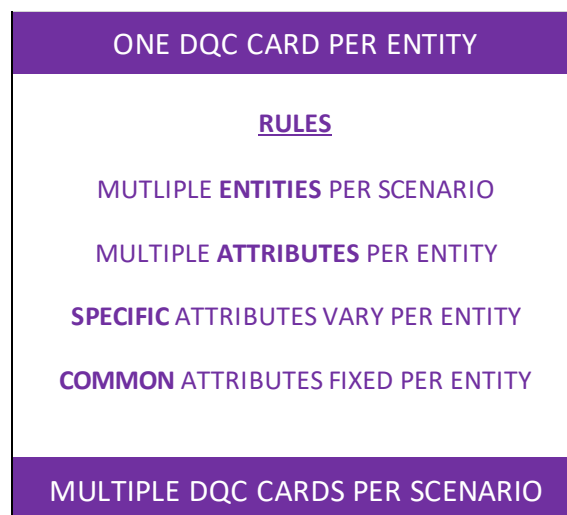 ONE DQC CARD PER ENTITY
RULES
MUTLIPLE ENTITIES PER SCENARIO
MULTIPLE ATTRIBUTES PER ENTITY
SPECIFIC ATTRIBUTES VARY PER ENTITY
COMMON ATTRIBUTES FIXED PER ENTITY
MULTIPLE DQC CARDS PER SCENARIO